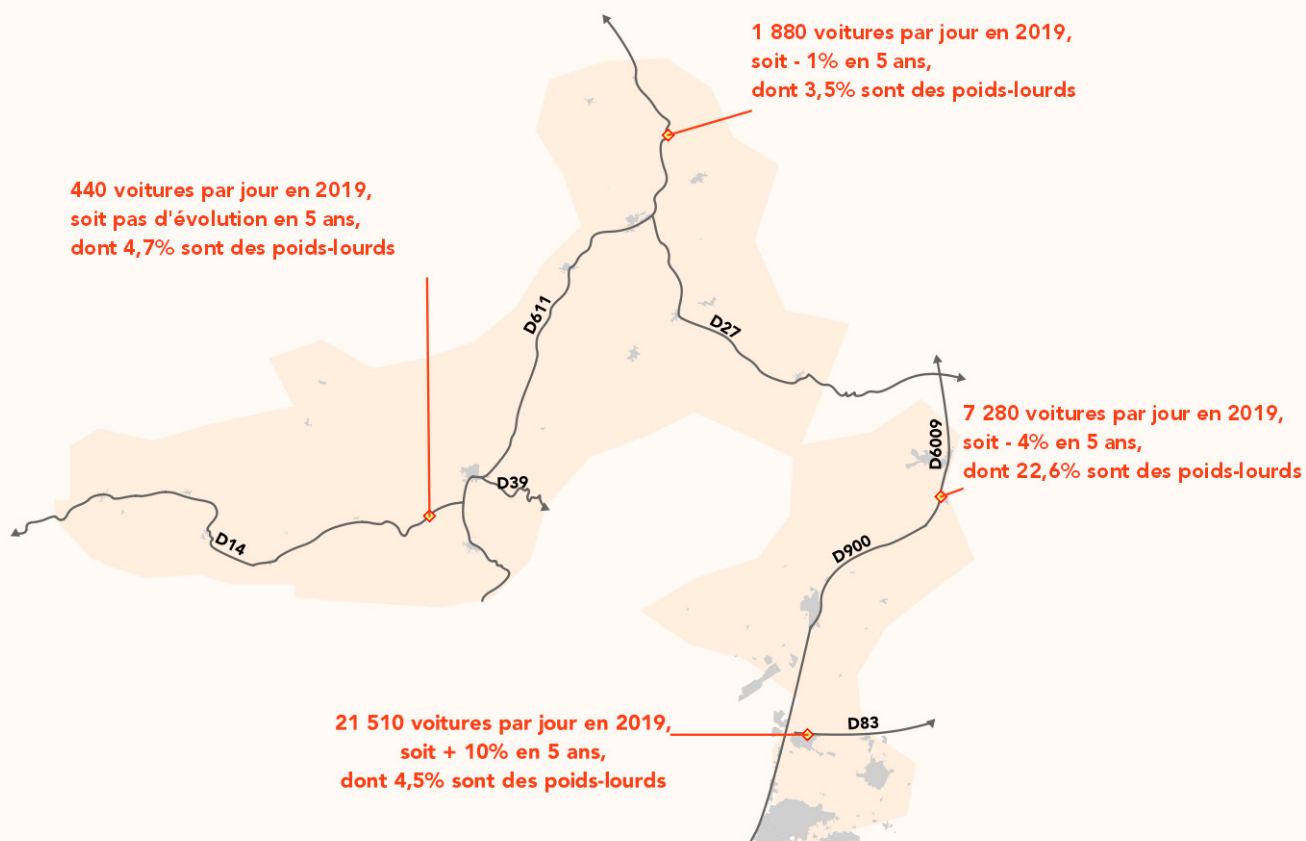 1 880 voitures par jour en 2019,
soit - 1% en 5 ans,
dont 3,5% sont des poids-lourds
440 voitures par jour en 2019,
soit pas d'évolution en 5 ans,
dont 4,7% sont des poids-lourds
D611
D27
7 280 voitures par jour en 2019,
soit - 4% en 5 ans,
dont 22,6% sont des poids-lourds
D6009
D39
D14
D900
21 510 voitures par jour en 2019,
soit + 10% en 5 ans,
dont 4,5% sont des poids-lourds
D83